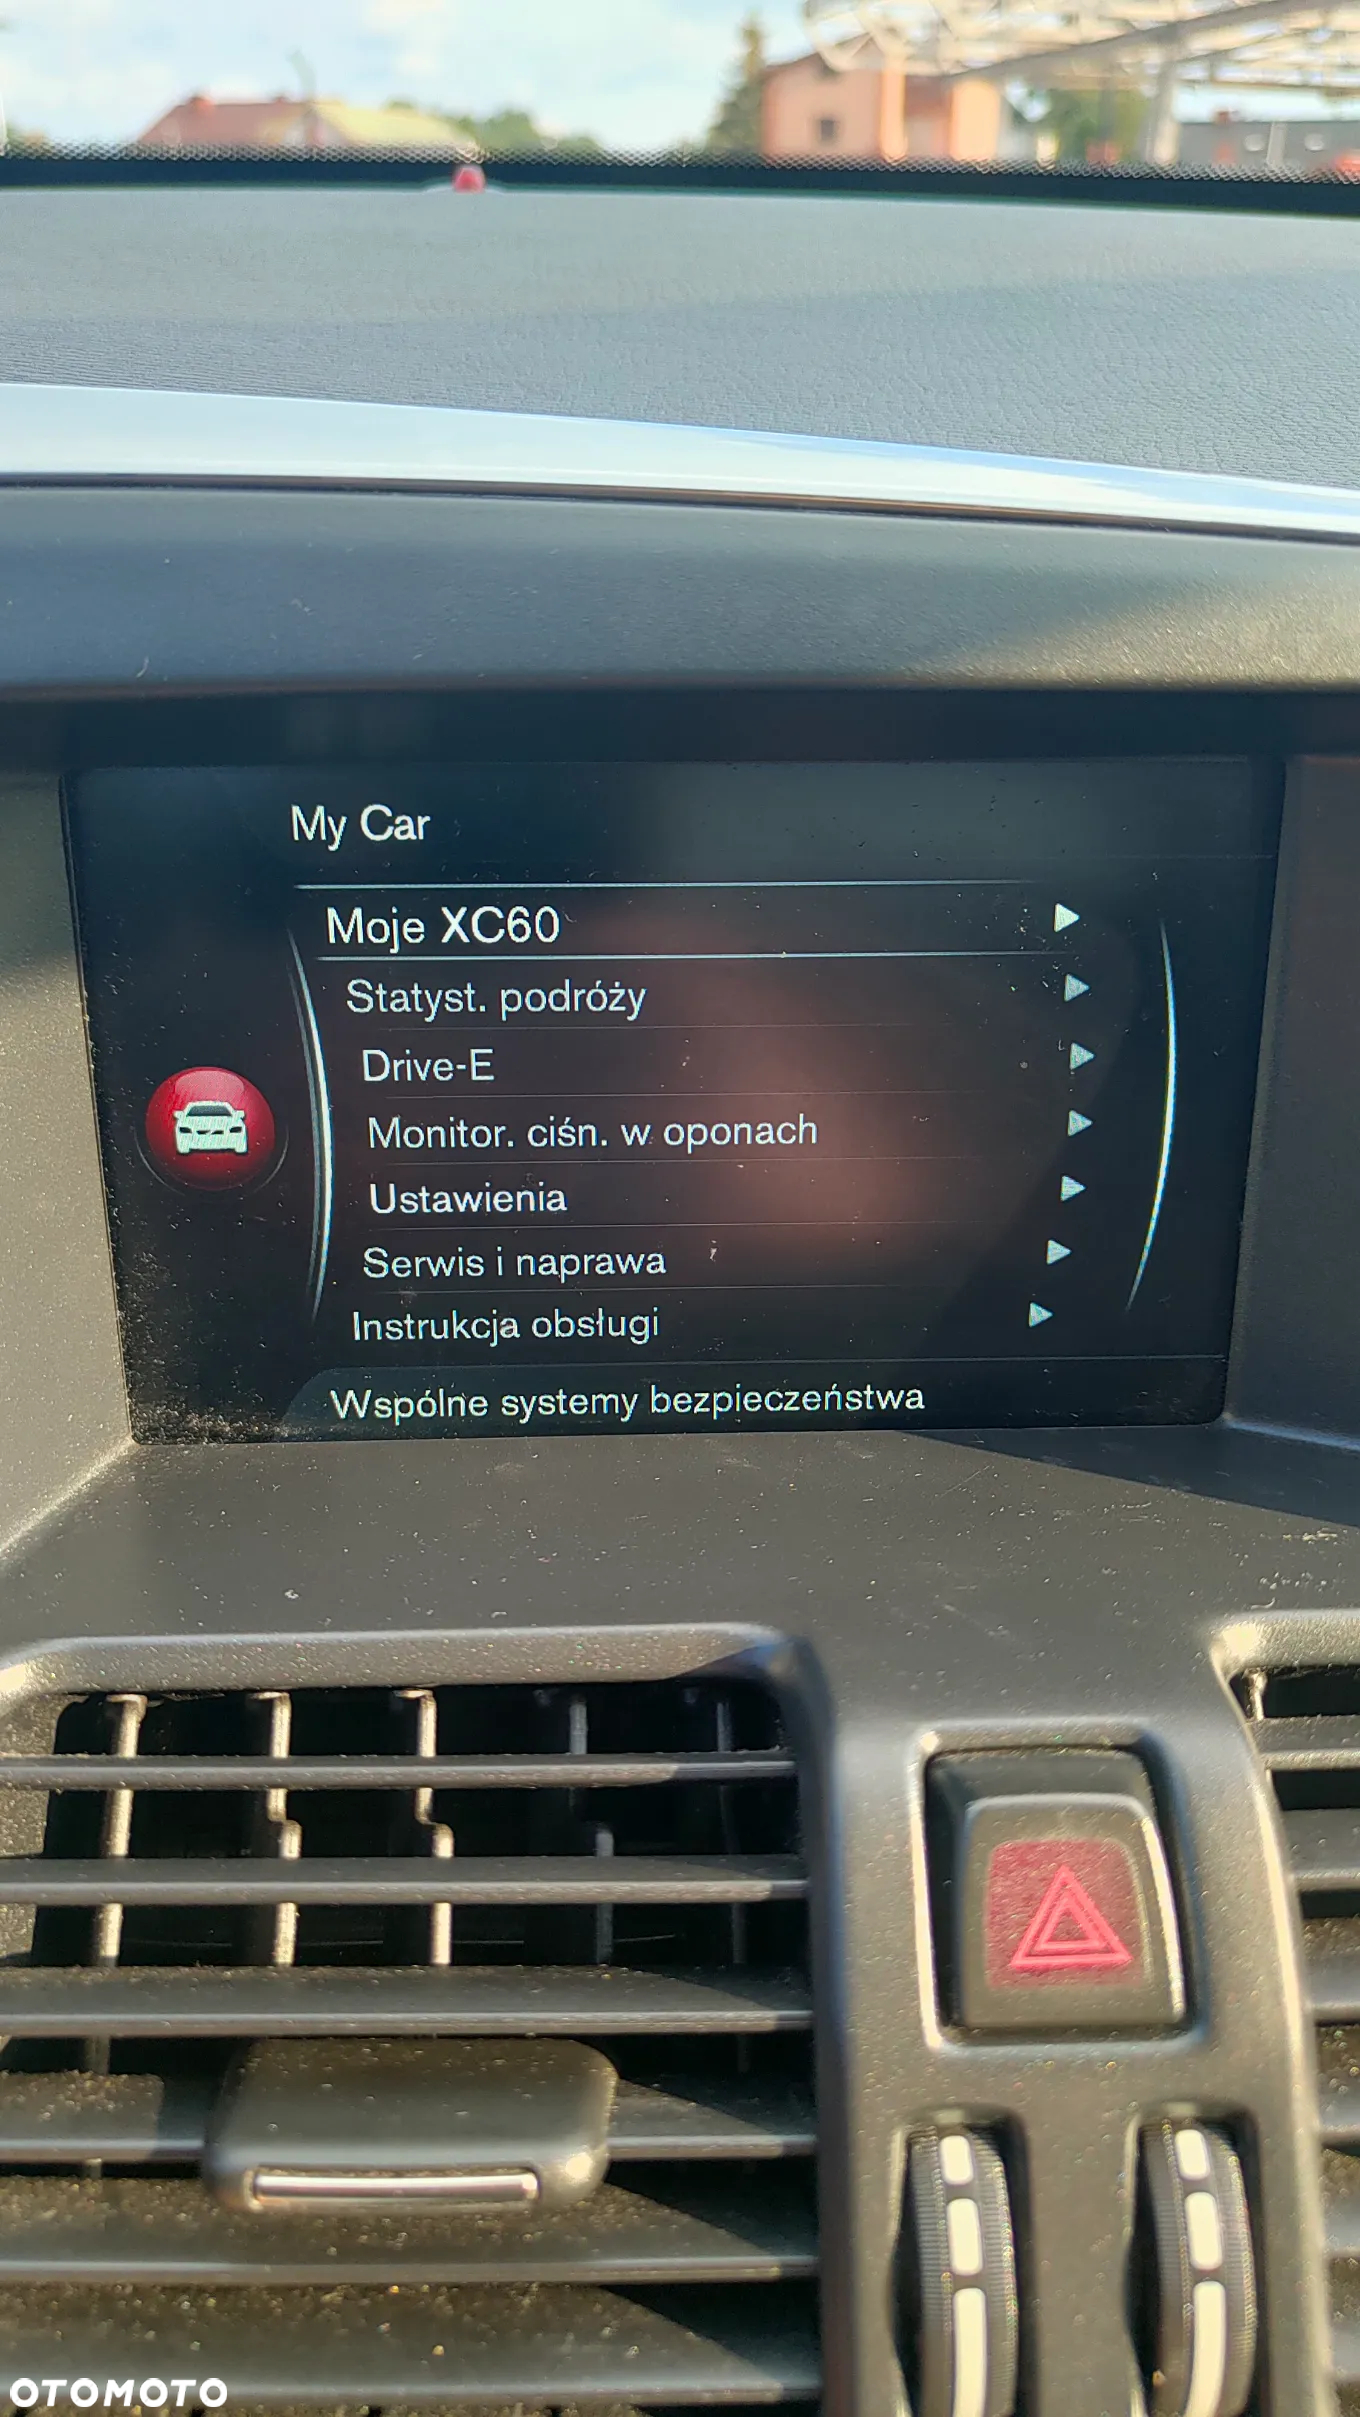 My Car
Moje XC60
Statyst. podróży
Drive-E
Monitor. ciśn. w oponach
Ustawienia
Serwis i naprawa
Instrukcja obsługi
Wspólne systemy bezpieczeństwa
OTOMOTO